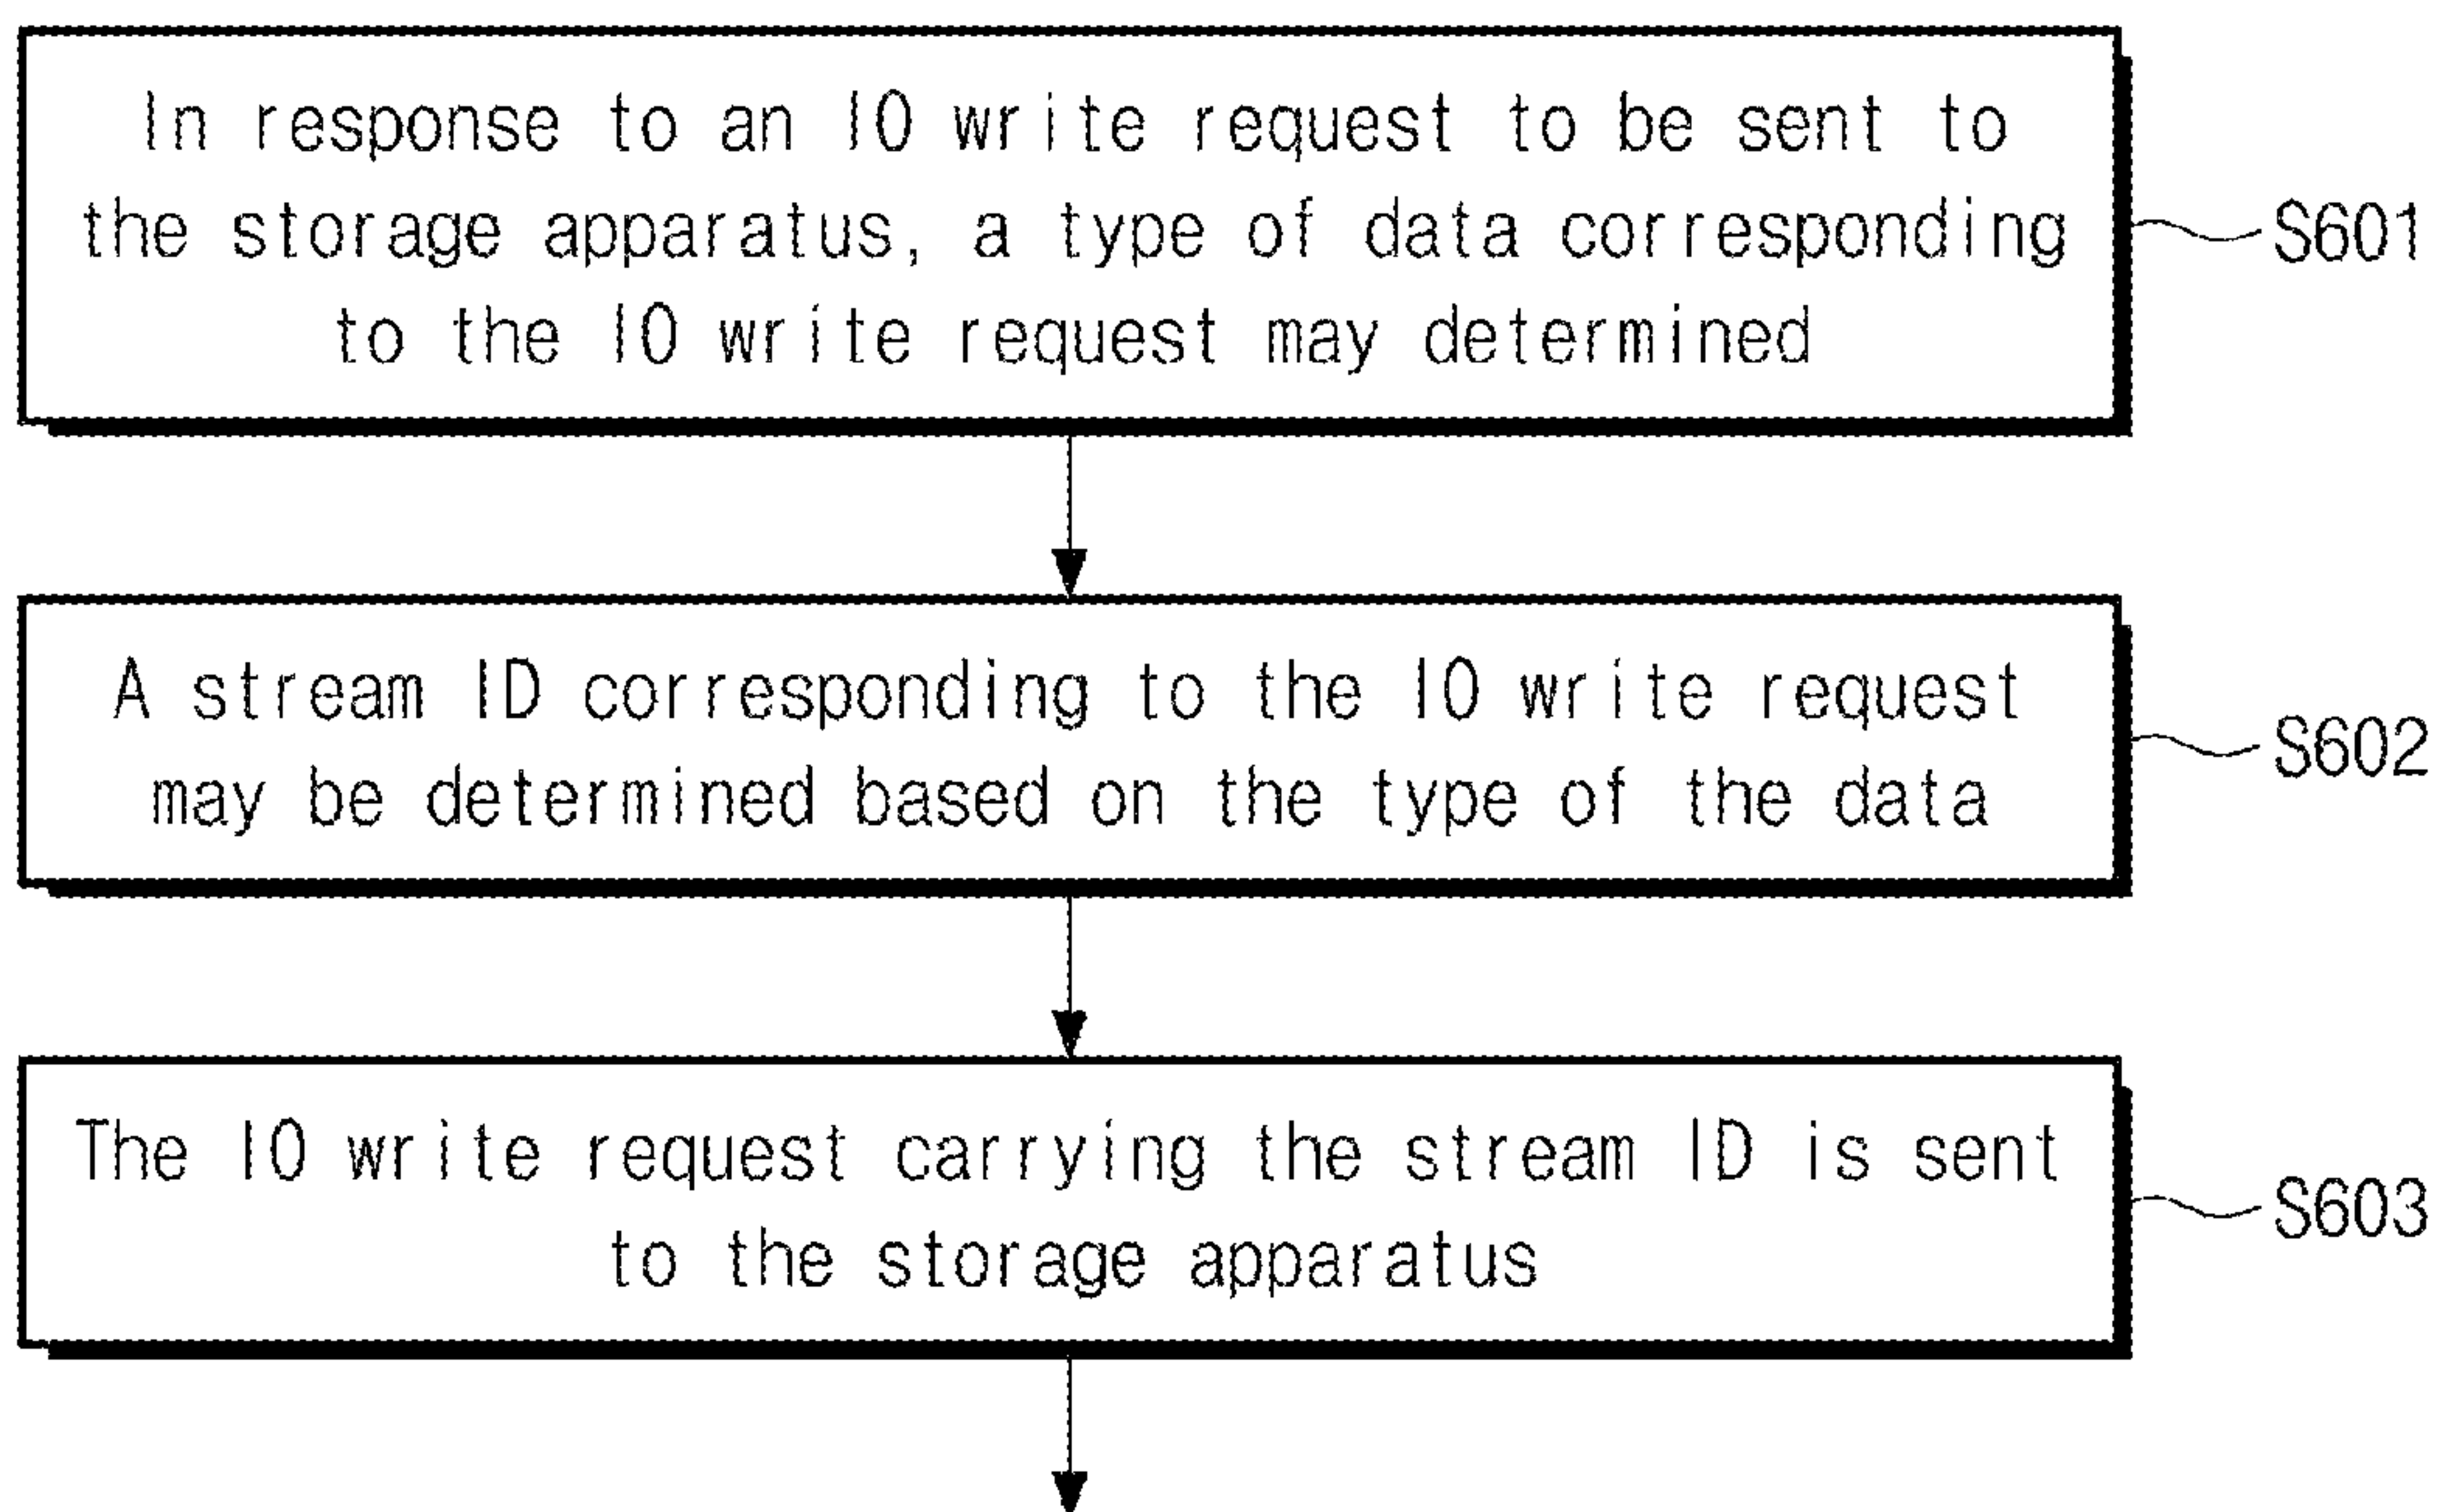 In response to an IO write request to be sent to
the storage apparatus, a type of data corresponding
to the IO write request may determined
S601
A stream ID corresponding to the IO write request
may be determined based on the type of the data
S602
The IO write request carrying the stream ID is sent
to the storage apparatus
S603